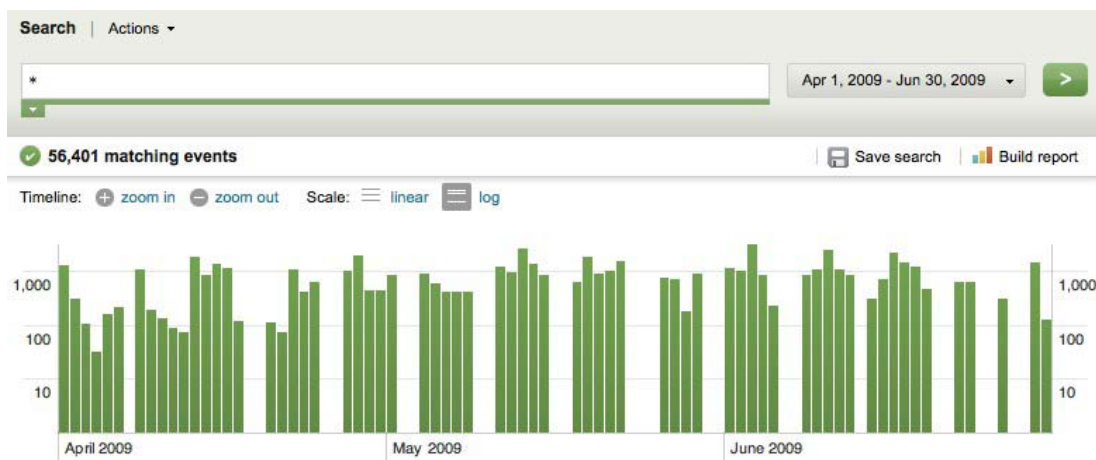 Search | Actions
*
Apr 1, 2009 - Jun 30, 2009 >
56,401 matching events
Save search | Build report
Timeline: zoom in zoom out Scale: linear log
1,000 1,000
100 100
10 10
April 2009 May 2009 June 2009